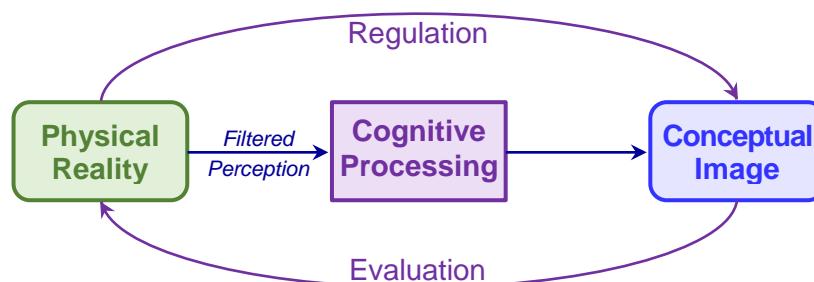 Regulation
Physical
Reality
Filtered
Perception
Cognitive
Processing
Conceptual
Image
Evaluation